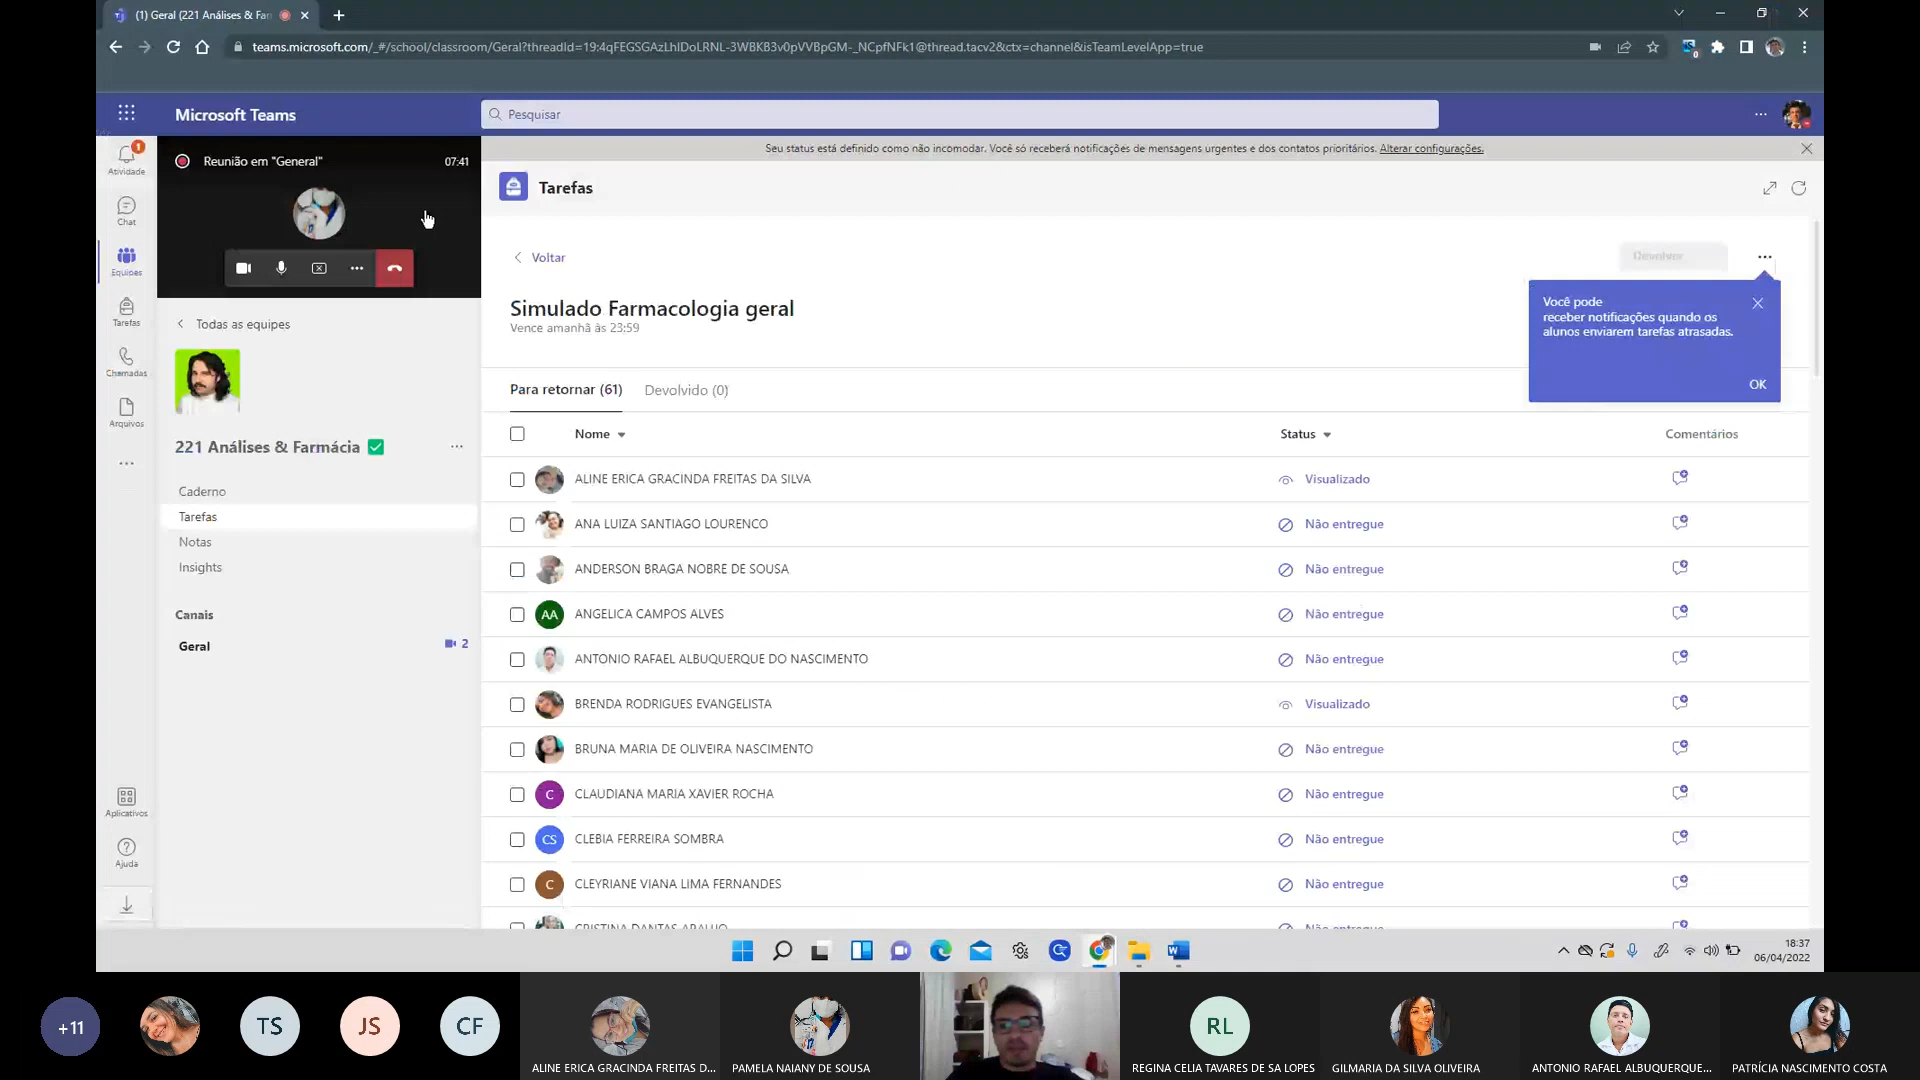 (1) Geral (221 Análises & Far
teams.microsoft.com/_#/school/classroom/Geral?threadId=19:4qFEGSGAzLhIDoLRNL-3WBKB3v0pVVBpGM-_NCpfNFk1@thread.tacv2&ctx=channel&isTeamLevelApp=true
Microsoft Teams
Pesquisar
Seu status está definido como não incomodar. Você só receberá notificações de mensagens urgentes e dos contatos prioritários. Alterar configurações.
1
Atividade
Chat
Equipes
Tarefas
Chamadas
Arquivos
Aplicativos
Ajuda
Reunião em "General"
07:41
Todas as equipes
221 Análises & Farmácia
Caderno
Tarefas
Notas
Insights
Canais
Geral
2
Tarefas
Voltar
Devolver
Simulado Farmacologia geral
Vence amanhã às 23:59
Você pode
receber notificações quando os
alunos enviarem tarefas atrasadas.
OK
Para retornar (61)
Devolvido (0)
Nome
Status
Comentários
ALINE ERICA GRACINDA FREITAS DA SILVA
Visualizado
ANA LUIZA SANTIAGO LOURENCO
Não entregue
ANDERSON BRAGA NOBRE DE SOUSA
Não entregue
AA
ANGELICA CAMPOS ALVES
Não entregue
ANTONIO RAFAEL ALBUQUERQUE DO NASCIMENTO
Não entregue
BRENDA RODRIGUES EVANGELISTA
Visualizado
BRUNA MARIA DE OLIVEIRA NASCIMENTO
Não entregue
C
CLAUDIANA MARIA XAVIER ROCHA
Não entregue
CS
CLEBIA FERREIRA SOMBRA
Não entregue
C
CLEYRIANE VIANA LIMA FERNANDES
Não entregue
CRISTINA DANTAS ARAUJO
Não entregue
18:37
06/04/2022
+11
TS
JS
CF
RL
ALINE ERICA GRACINDA FREITAS D...
PAMELA NAIANY DE SOUSA
REGINA CELIA TAVARES DE SA LOPES
GILMARIA DA SILVA OLIVEIRA
ANTONIO RAFAEL ALBUQUERQUE...
PATRÍCIA NASCIMENTO COSTA